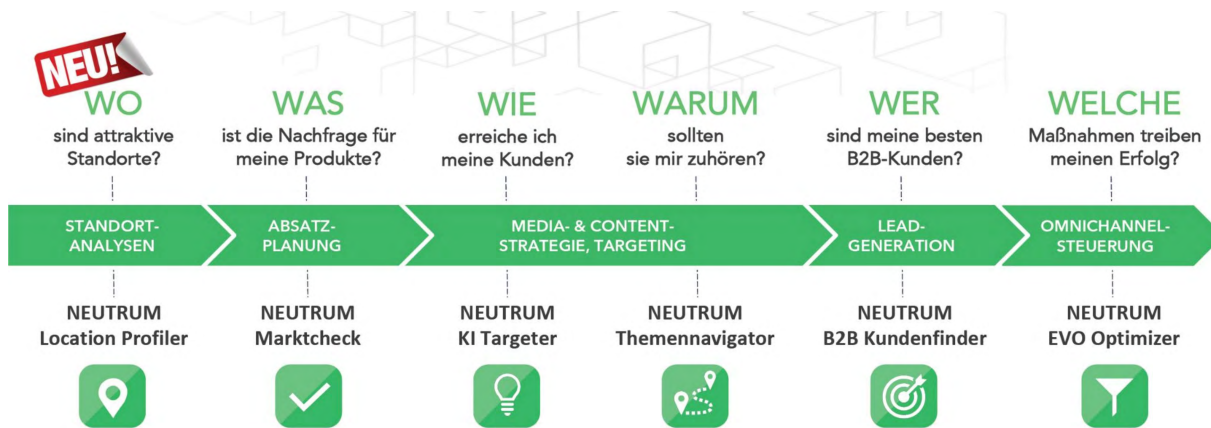 NEU!
WO
sind attraktive
Standorte?
WAS
ist die Nachfrage für
meine Produkte?
WIE
erreiche ich
meine Kunden?
WARUM
sollten
sie mir zuhören?
WER
sind meine besten
B2B-Kunden?
WELCHE
Maßnahmen treiben
meinen Erfolg?
STANDORT-
ANALYSEN
ABSATZ-
PLANUNG
MEDIA- & CONTENT-
STRATEGIE, TARGETING
LEAD-
GENERATION
OMNICHANNEL-
STEUERUNG
NEUTRUM
Location Profiler
NEUTRUM
Marktcheck
NEUTRUM
KI Targeter
NEUTRUM
Themennavigator
NEUTRUM
B2B Kundenfinder
NEUTRUM
EVO Optimizer